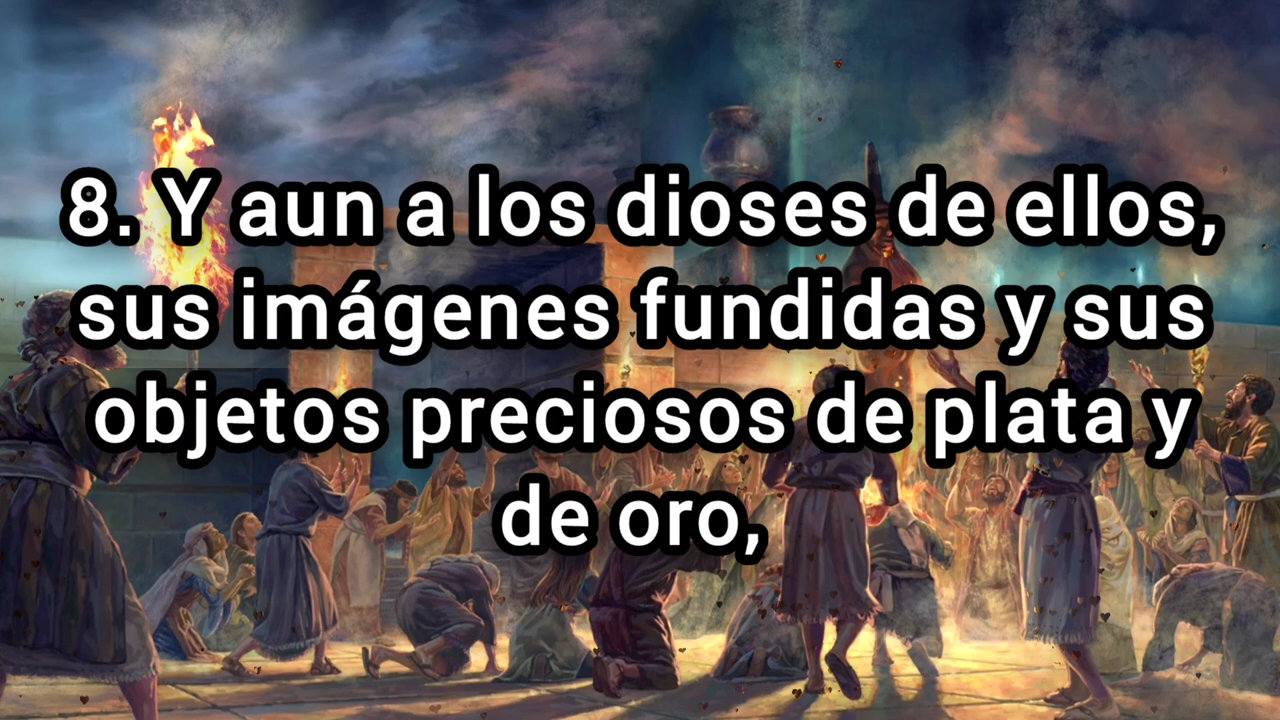 8. Y aun a los dioses de ellos,
sus imágenes fundidas y sus
objetos preciosos de plata y
de oro,